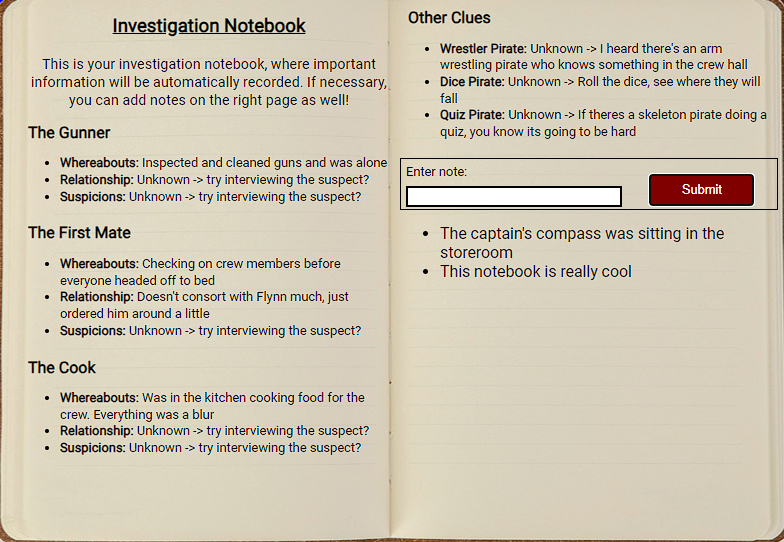 Investigation Notebook
This is your investigation notebook, where important
information will be automatically recorded. If necessary,
you can add notes on the right page as well!
The Gunner
• Whereabouts: Inspected and cleaned guns and was alone
• Relationship: Unknown -> try interviewing the suspect?
• Suspicions: Unknown -> try interviewing the suspect?
The First Mate
• Whereabouts: Checking on crew members before
everyone headed off to bed
• Relationship: Doesn't consort with Flynn much, just
ordered him around a little
• Suspicions: Unknown -> try interviewing the suspect?
The Cook
• Whereabouts: Was in the kitchen cooking food for the
crew. Everything was a blur
• Relationship: Unknown -> try interviewing the suspect?
• Suspicions: Unknown -> try interviewing the suspect?
Other Clues
• Wrestler Pirate: Unknown -> I heard there's an arm
wrestling pirate who knows something in the crew hall
• Dice Pirate: Unknown -> Roll the dice, see where they will
fall
• Quiz Pirate: Unknown -> If theres a skeleton pirate doing a
quiz, you know its going to be hard
Enter note:
Submit
• The captain's compass was sitting in the
storeroom
• This notebook is really cool